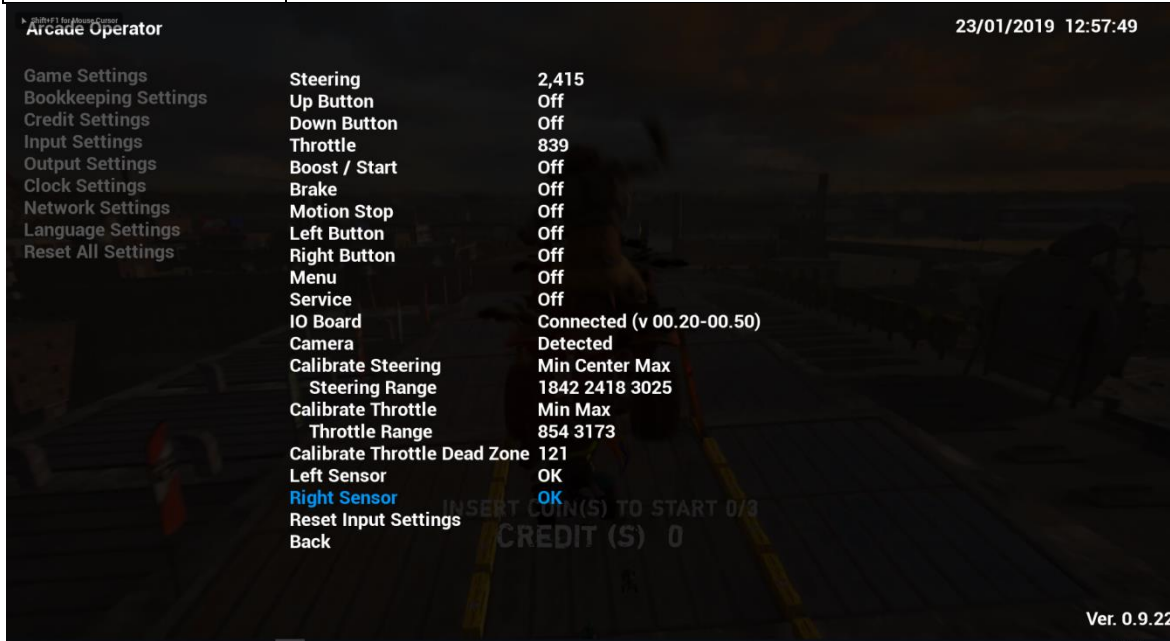 Shift+F1 for Mouse Cursor
Arcade Operator
23/01/2019 12:57:49
Game Settings
Bookkeeping Settings
Credit Settings
Input Settings
Output Settings
Clock Settings
Network Settings
Language Settings
Reset All Settings
Steering 2,415
Up Button Off
Down Button Off
Throttle 839
Boost / Start Off
Brake Off
Motion Stop Off
Left Button Off
Right Button Off
Menu Off
Service Off
IO Board Connected (v 00.20-00.50)
Camera Detected
Calibrate Steering Min Center Max
Steering Range 1842 2418 3025
Calibrate Throttle Min Max
Throttle Range 854 3173
Calibrate Throttle Dead Zone 121
Left Sensor OK
Right Sensor OK
INSERT COIN(S) TO START 0/3
Reset Input Settings
CREDIT (S) 0
Back
Ver. 0.9.22